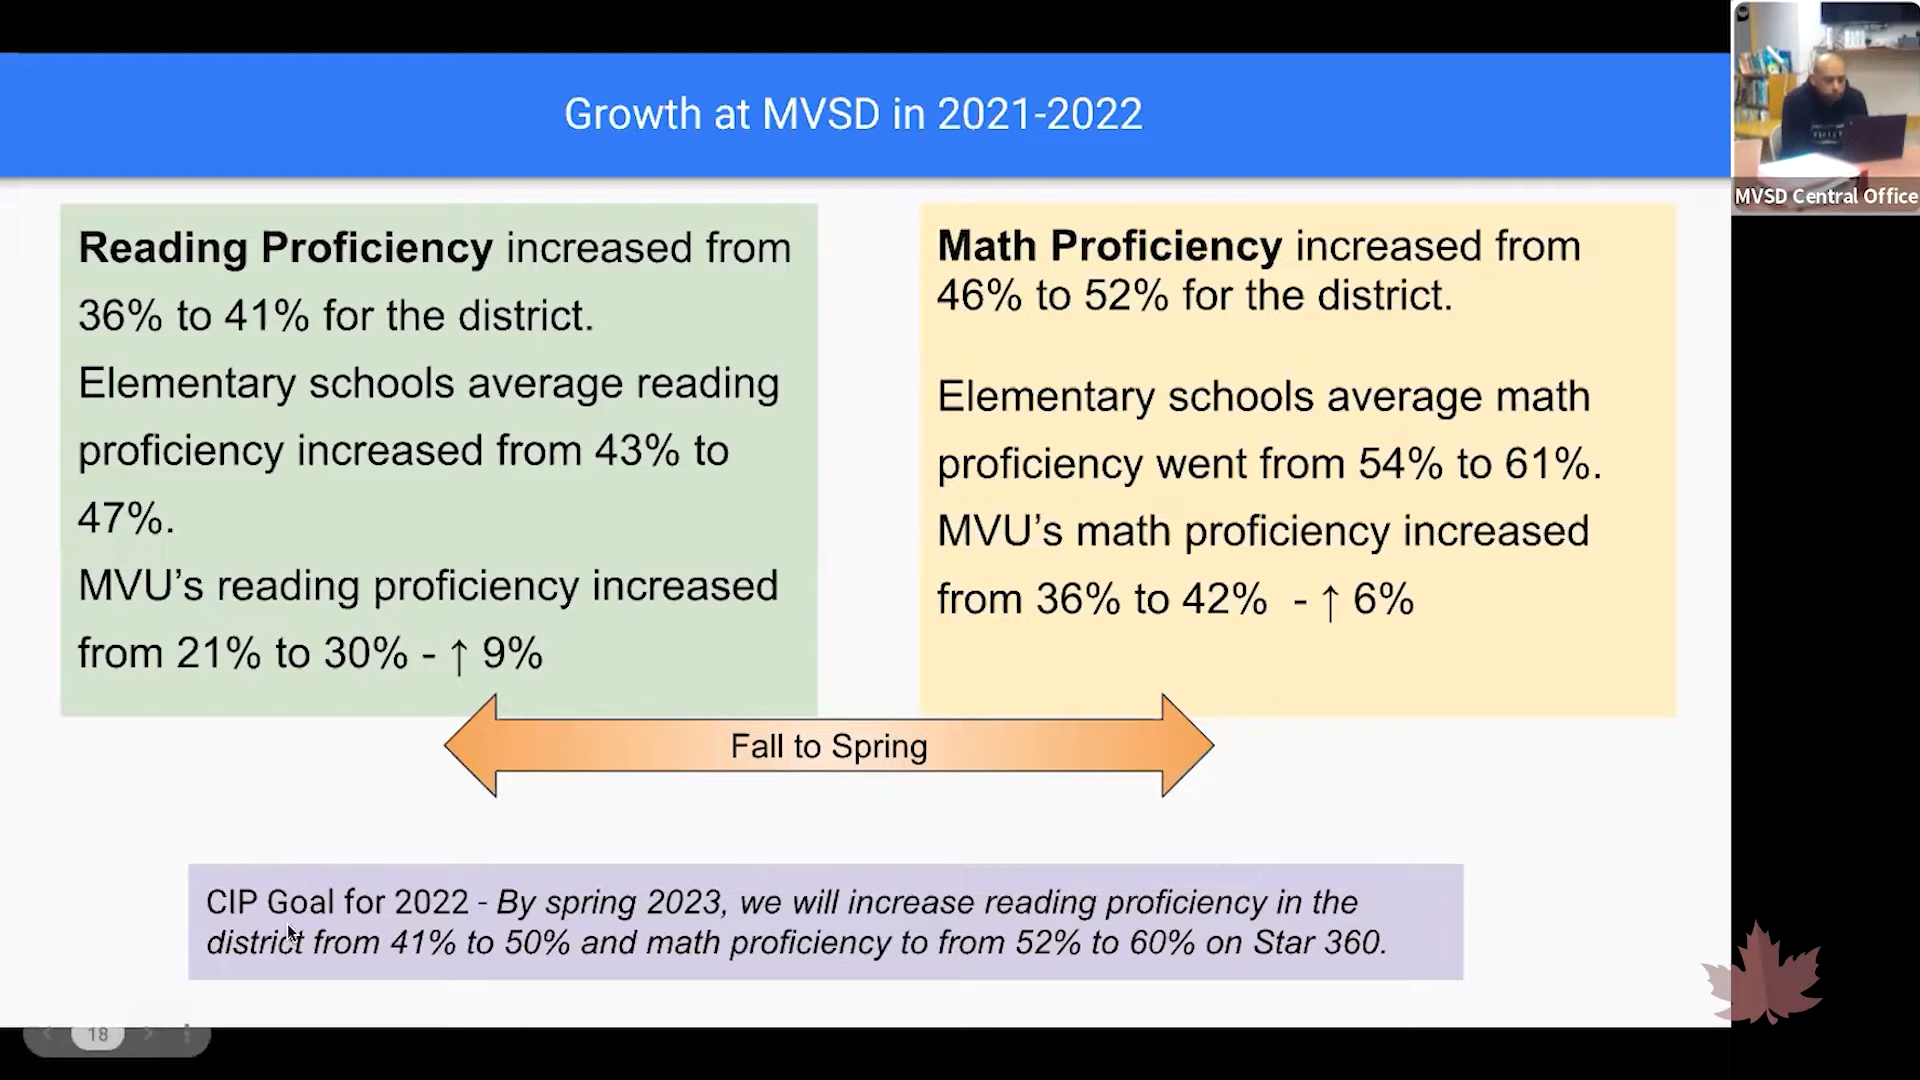 Growth at MVSD in 2021-2022
Reading Proficiency increased from
36% to 41% for the district.
Elementary schools average reading
proficiency increased from 43% to
47%.
MVU’s reading proficiency increased
from 21% to 30% - ↑ 9%
Math Proficiency increased from
46% to 52% for the district.
Elementary schools average math
proficiency went from 54% to 61%.
MVU’s math proficiency increased
from 36% to 42%  - ↑ 6%
Fall to Spring
CIP Goal for 2022 - By spring 2023, we will increase reading proficiency in the
district from 41% to 50% and math proficiency to from 52% to 60% on Star 360.
18
MVSD Central Office